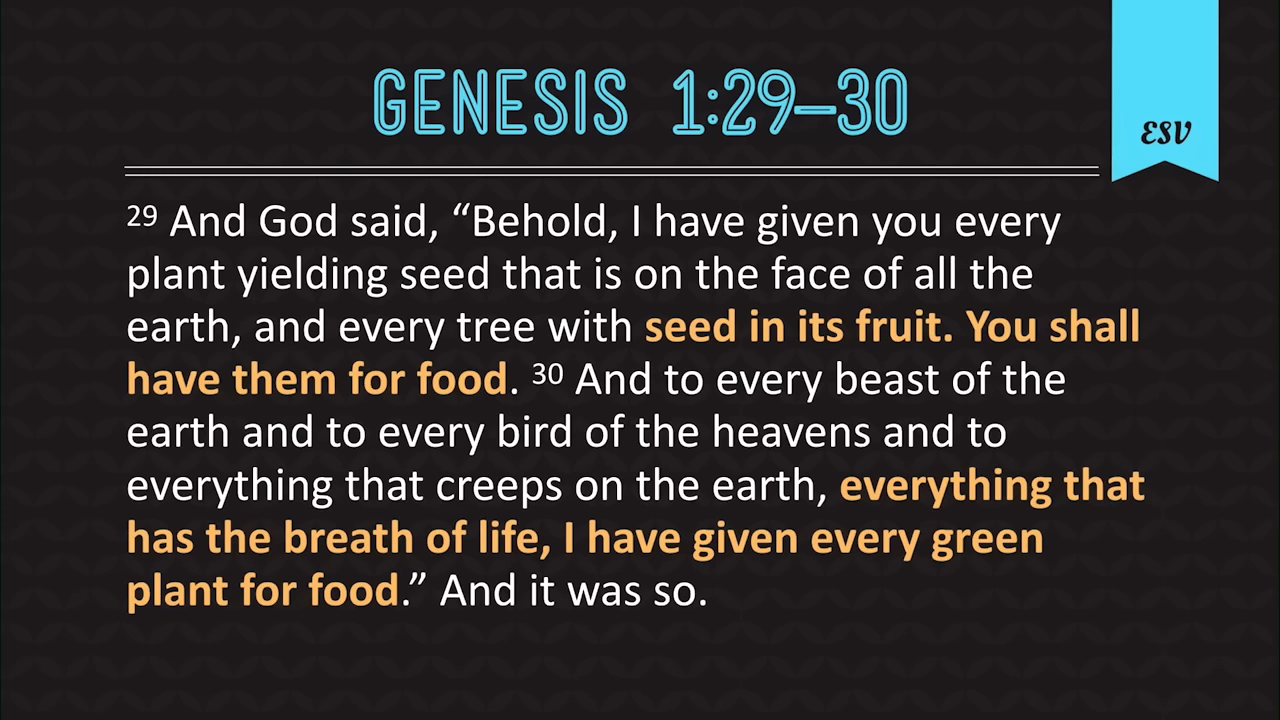 GENESIS 1:29–30
ESV
29 And God said, “Behold, I have given you every
plant yielding seed that is on the face of all the
earth, and every tree with seed in its fruit. You shall
have them for food. 30 And to every beast of the
earth and to every bird of the heavens and to
everything that creeps on the earth, everything that
has the breath of life, I have given every green
plant for food.” And it was so.